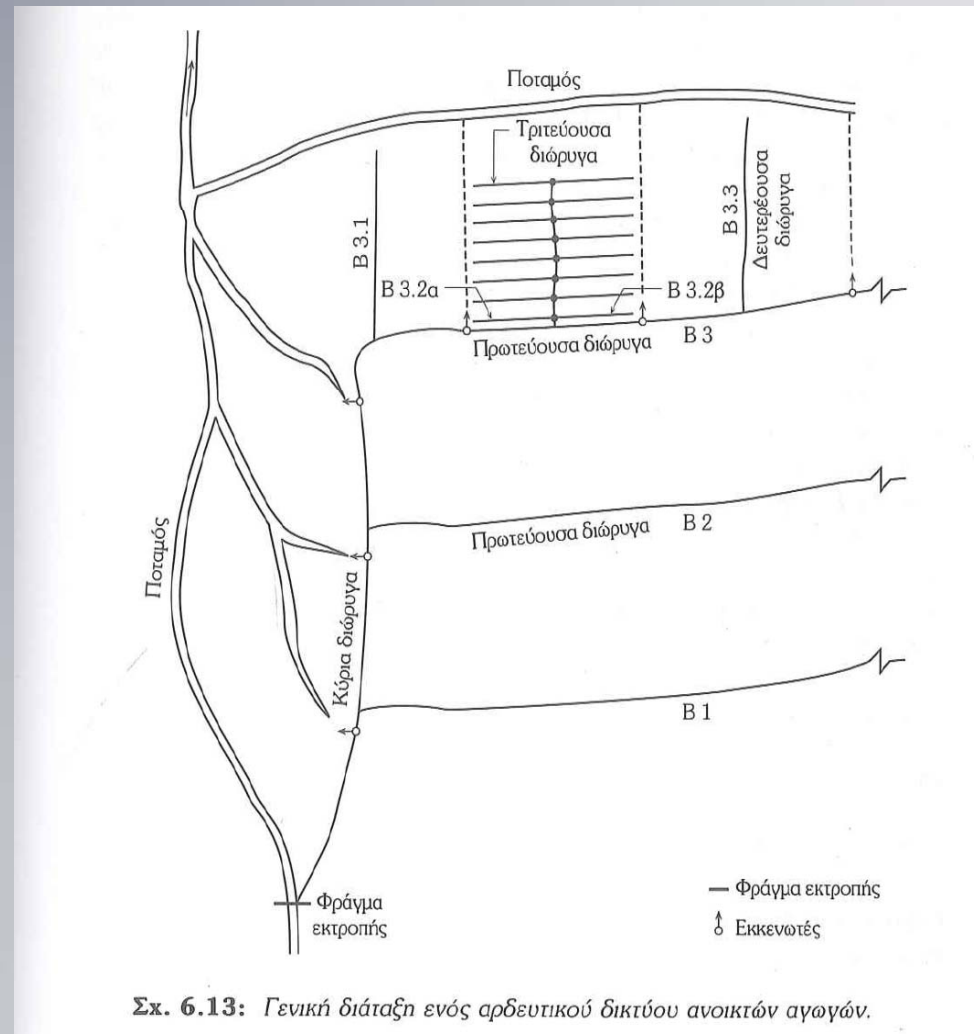 Ποταμός
Τριτεύουσα
διώρυγα
Β 3.1
Β 3.3
Δευτερέουσα
διώρυγα
Β 3.2α
Β 3.2β
Πρωτεύουσα διώρυγα
Β 3
Ποταμός
Πρωτεύουσα διώρυγα
Β 2
Κύρια διώρυγα
Β 1
Φράγμα
εκτροπής
Φράγμα εκτροπής
Εκκενωτές
Σχ. 6.13: Γενική διάταξη ενός αρδευτικού δικτύου ανοικτών αγωγών.